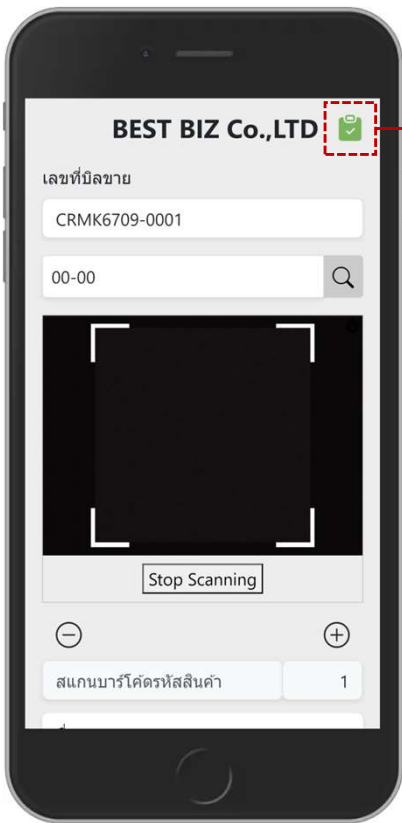 BEST BIZ Co.,LTD
เลขที่บิลขาย
CRMK6709-0001
00-00
Stop Scanning
สแกนบาร์โค้ดรหัสสินค้า 1